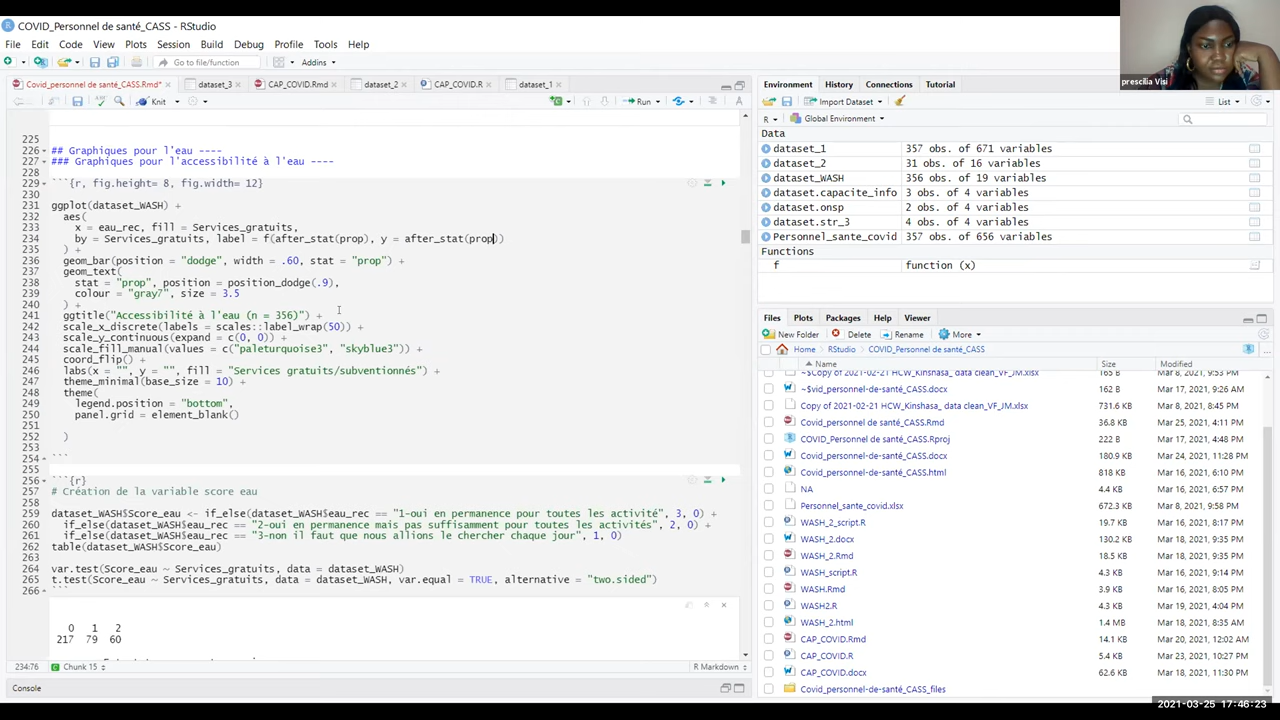 COVID_Personnel de santé_CASS - RStudio
File Edit Code View Plots Session Build Debug Profile Tools Help
Go to file/function Addins
Covid_personnel de santé_CASS.Rmd* dataset_3 CAP_COVID.Rmd dataset_2 CAP_COVID.R dataset_1
Knit Run
225
226 ## Graphiques pour l'eau ----
227 ### Graphiques pour l'accessibilité à l'eau ----
228
229 ```{r, fig.height= 8, fig.width= 12}
230
231 ggplot(dataset_WASH) +
232 aes(
233 x = eau_rec, fill = Services_gratuits,
234 by = Services_gratuits, label = f(after_stat(prop), y = after_stat(prop))
235 ) +
236 geom_bar(position = "dodge", width = .60, stat = "prop") +
237 geom_text(
238 stat = "prop", position = position_dodge(.9),
239 colour = "gray7", size = 3.5
240 ) +
241 ggtitle("Accessibilité à l'eau (n = 356)") +
242 scale_x_discrete(labels = scales::label_wrap(50)) +
243 scale_y_continuous(expand = c(0, 0)) +
244 scale_fill_manual(values = c("paleturquoise3", "skyblue3")) +
245 coord_flip() +
246 labs(x = "", y = "", fill = "Services gratuits/subventionnés") +
247 theme_minimal(base_size = 10) +
248 theme(
249 legend.position = "bottom",
250 panel.grid = element_blank()
251
252 )
253
254 ```
255
256 ```{r}
257 # Création de la variable score eau
258
259 dataset_WASH$Score_eau <- if_else(dataset_WASH$eau_rec == "1-oui en permanence pour toutes les activité", 3, 0) +
260 if_else(dataset_WASH$eau_rec == "2-oui en permanence mais pas suffisamment pour toutes les activités", 2, 0) +
261 if_else(dataset_WASH$eau_rec == "3-non il faut que nous allions le chercher chaque jour", 1, 0)
262 table(dataset_WASH$Score_eau)
263
264 var.test(Score_eau ~ Services_gratuits, data = dataset_WASH)
265 t.test(Score_eau ~ Services_gratuits, data = dataset_WASH, var.equal = TRUE, alternative = "two.sided")
266 ```
0 1 2
217 79 60
234:76 Chunk 15 R Markdown
Console
Environment History Connections Tutorial
Import Dataset List
R Global Environment
Data
dataset_1 357 obs. of 671 variables
dataset_2 31 obs. of 16 variables
dataset_WASH 356 obs. of 19 variables
dataset.capacite_info 3 obs. of 4 variables
dataset.onsp 2 obs. of 4 variables
dataset.str_3 4 obs. of 4 variables
Personnel_sante_covid 357 obs. of 656 variables
Functions
f function (x)
Files Plots Packages Help Viewer
New Folder Delete Rename More
Home RStudio COVID_Personnel de santé_CASS
Name Size Modified
~$Copy of 2021-02-21 HCW_Kinshasa_ data clean_VF_JM.xlsx 165 B Mar 8, 2021, 9:53 PM
~$vid_personnel-de-santé_CASS.docx 162 B Mar 17, 2021, 9:26 AM
Copy of 2021-02-21 HCW_Kinshasa_ data clean_VF_JM.xlsx 731.6 KB Mar 8, 2021, 8:45 PM
Covid_personnel de santé_CASS.Rmd 36.8 KB Mar 25, 2021, 4:11 PM
COVID_Personnel de santé_CASS.Rproj 222 B Mar 17, 2021, 4:48 PM
Covid_personnel-de-santé_CASS.docx 180.9 KB Mar 24, 2021, 11:28 PM
Covid_personnel-de-santé_CASS.html 818 KB Mar 16, 2021, 6:10 PM
NA 4.4 KB Mar 16, 2021, 6:57 PM
Personnel_sante_covid.xlsx 672.3 KB Mar 8, 2021, 9:58 PM
WASH_2_script.R 19.7 KB Mar 16, 2021, 8:17 PM
WASH_2.docx 130.2 KB Mar 18, 2021, 9:35 PM
WASH_2.Rmd 18.5 KB Mar 18, 2021, 9:35 PM
WASH_script.R 4.3 KB Mar 16, 2021, 9:14 PM
WASH.Rmd 3.9 KB Mar 16, 2021, 8:05 PM
WASH2.R 4.3 KB Mar 19, 2021, 4:04 PM
WASH_2.html 1.4 MB Mar 18, 2021, 8:35 AM
CAP_COVID.Rmd 14.1 KB Mar 20, 2021, 12:02 AM
CAP_COVID.R 5.4 KB Mar 23, 2021, 10:27 PM
CAP_COVID.docx 172.6 KB Mar 18, 2021, 11:30 PM
Covid_personnel-de-santé_CASS_files
prescilia Visi
2021-03-25 17:46:23